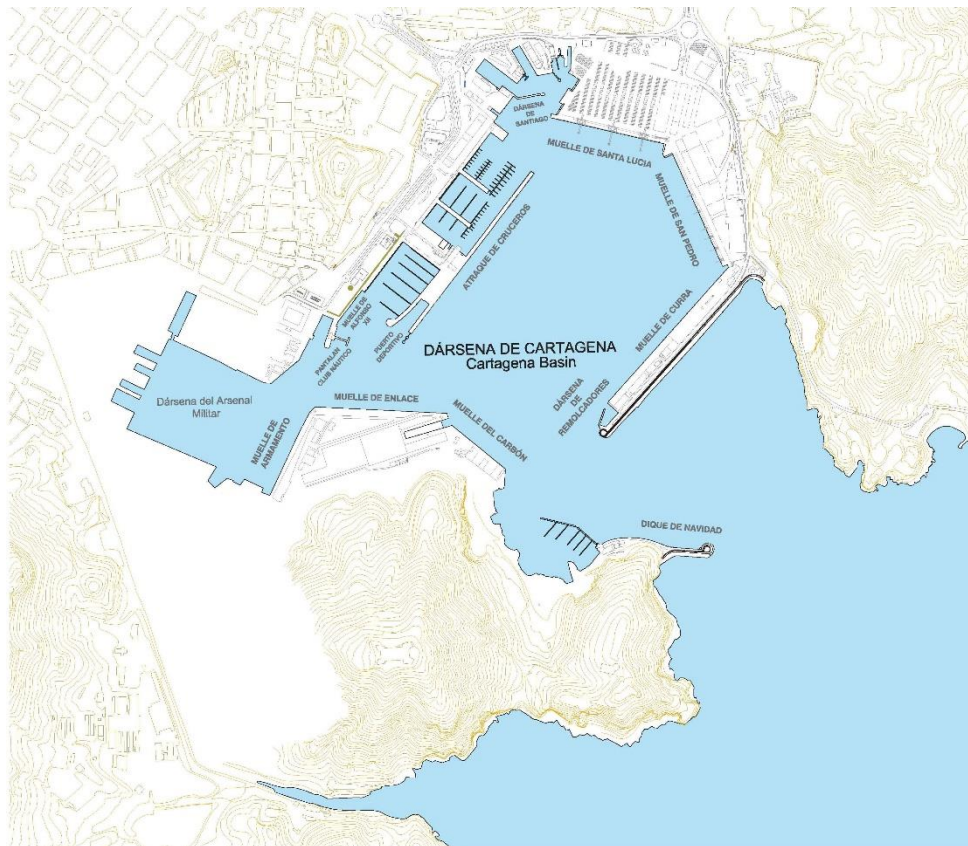 DÁRSENA
DE
SANTIAGO
MUELLE DE SANTA LUCIA
MUELLE DE SAN PEDRO
ATRAQUE DE CRUCEROS
MUELLE DE CURRA
MUELLE DE
ALFONSO
XII
PUERTO
DEPORTIVO
PANTALAN
CLUB NÁUTICO
DÁRSENA DE CARTAGENA
Cartagena Basin
DÁRSENA
DE
REMOLCADORES
Dársena del Arsenal
Militar
MUELLE DE ENLACE
MUELLE DEL CARBÓN
MUELLE DE
ARMAMENTO
DIQUE DE NAVIDAD